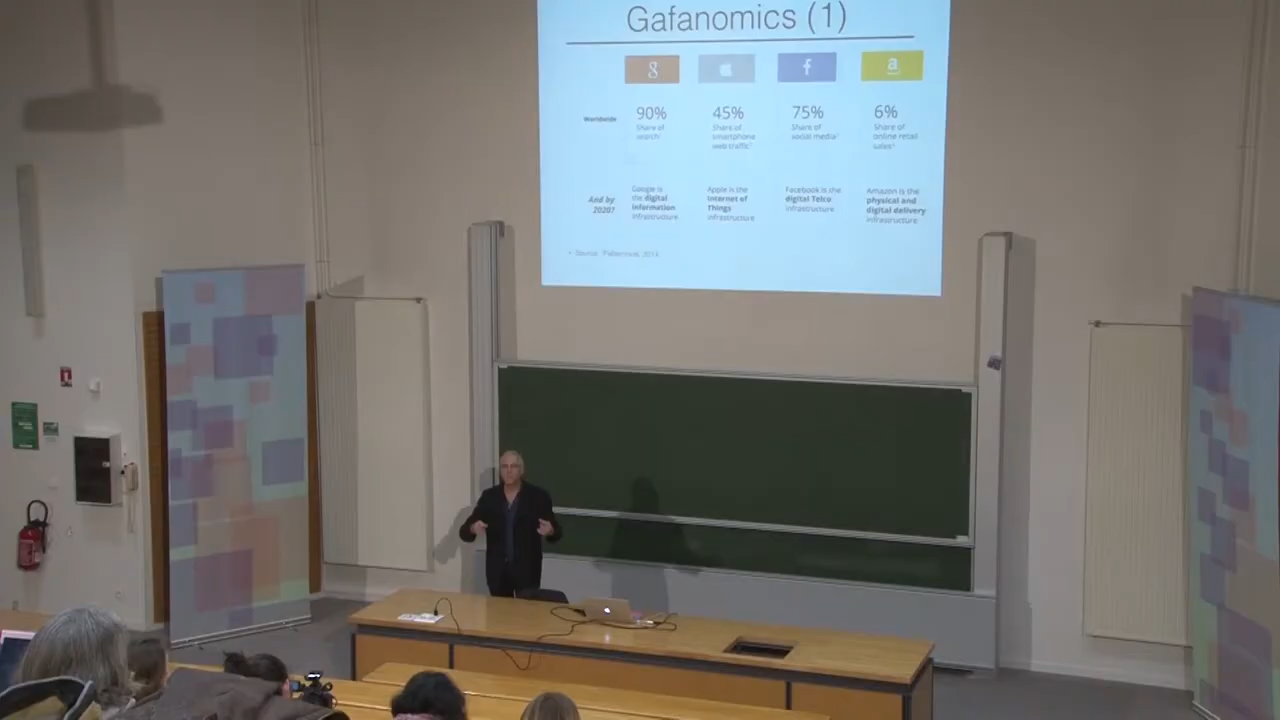 Gafanomics (1)
g
f
a
Worldwide
90%
Share of
search
45%
Share of
smartphone
web traffic
75%
Share of
social media
6%
Share of
online retail
sales
And by
2020?
Google is
the digital
information
infrastructure
Apple is the
Internet of
Things
infrastructure
Facebook is the
digital Telco
infrastructure
Amazon is the
physical and
digital delivery
infrastructure